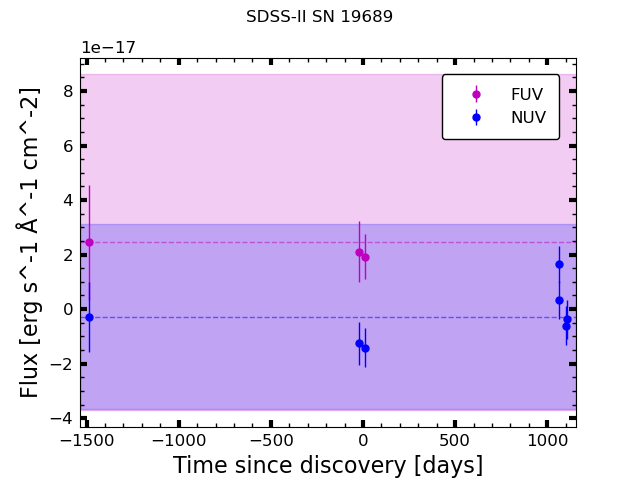 SDSS-II SN 19689
1e−17
FUV
NUV
8
6
4
2
0
−2
−4
−1500 −1000 −500 0 500 1000
Time since discovery [days]
Flux [erg s^-1 Å^-1 cm^-2]